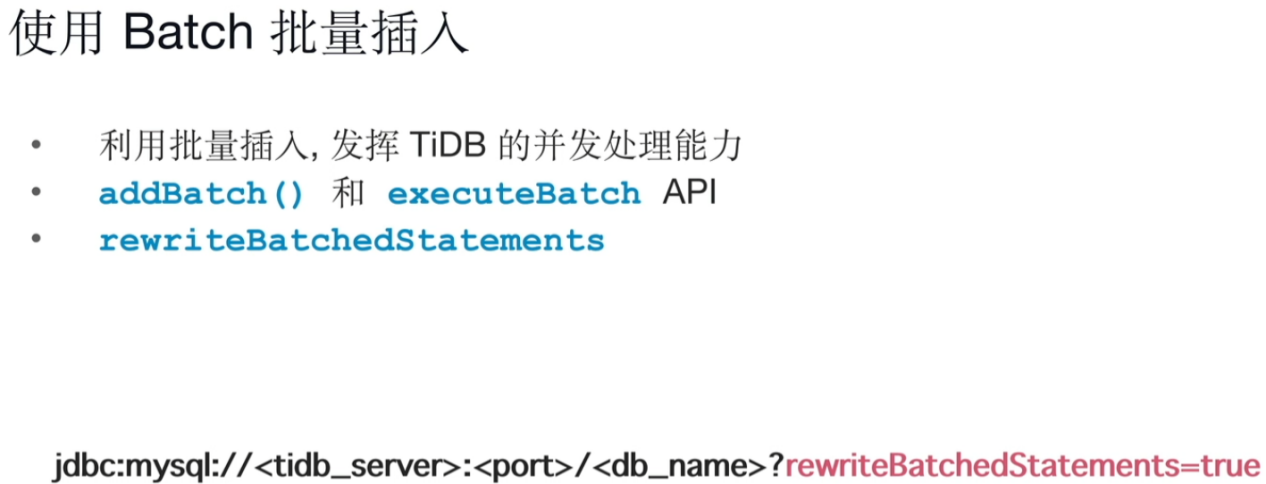 使用 Batch 批量插入
• 利用批量插入, 发挥 TiDB 的并发处理能力
• addBatch() 和 executeBatch API
• rewriteBatchedStatements
jdbc:mysql://<tidb_server>:<port>/<db_name>?rewriteBatchedStatements=true